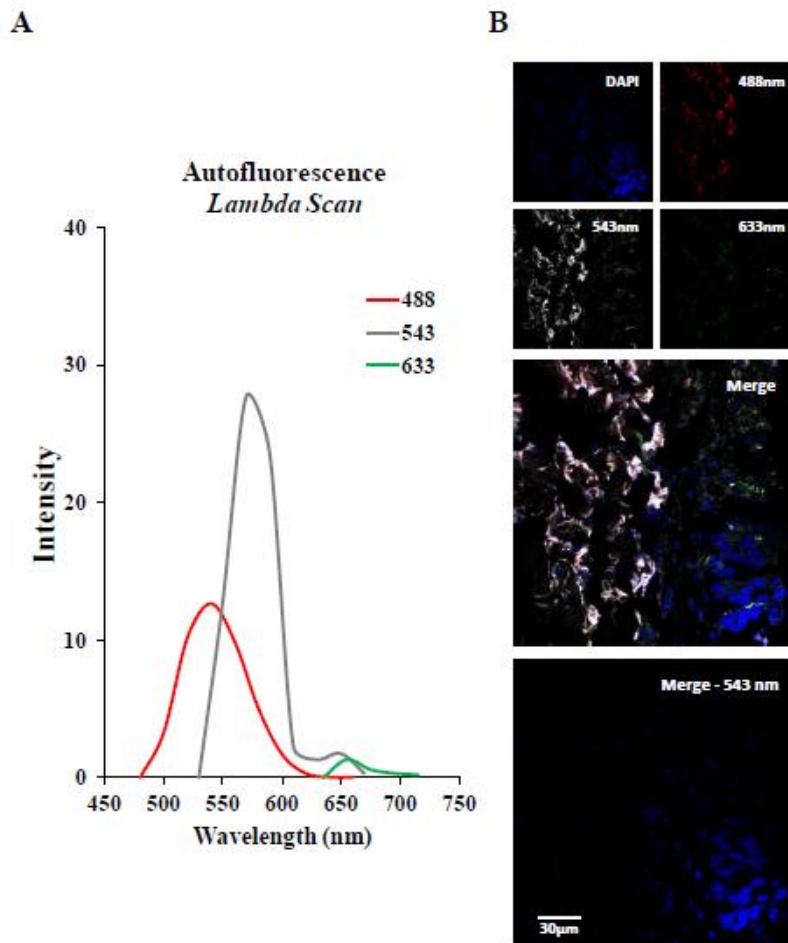 A
B
Autofluorescence
Lambda Scan
40
30
20
10
0
Intensity
488
543
633
450 500 550 600 650 700 750
Wavelength (nm)
DAPI
488nm
543nm
633nm
Merge
Merge - 543 nm
30μm